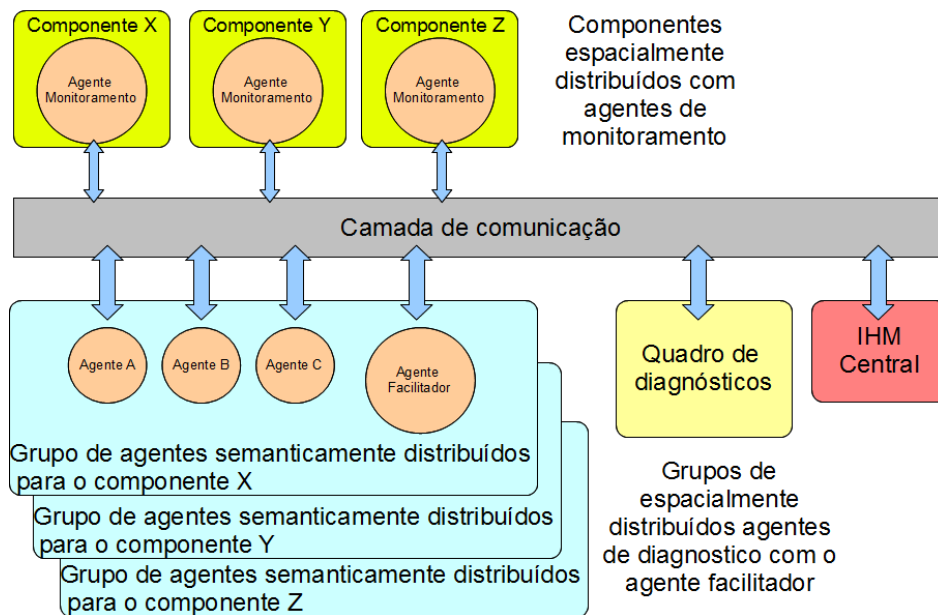 Componente X
Agente
Monitoramento
Componente Y
Agente
Monitoramento
Componente Z
Agente
Monitoramento
Componentes
espacialmente
distribuídos com
agentes de
monitoramento
Camada de comunicação
Agente A
Agente B
Agente C
Agente
Facilitador
Grupo de agentes semanticamente distribuídos
para o componente X
Grupo de agentes semanticamente distribuídos
para o componente Y
Grupo de agentes semanticamente distribuídos
para o componente Z
Quadro de
diagnósticos
IHM
Central
Grupos de
espacialmente
distribuídos agentes
de diagnostico com o
agente facilitador